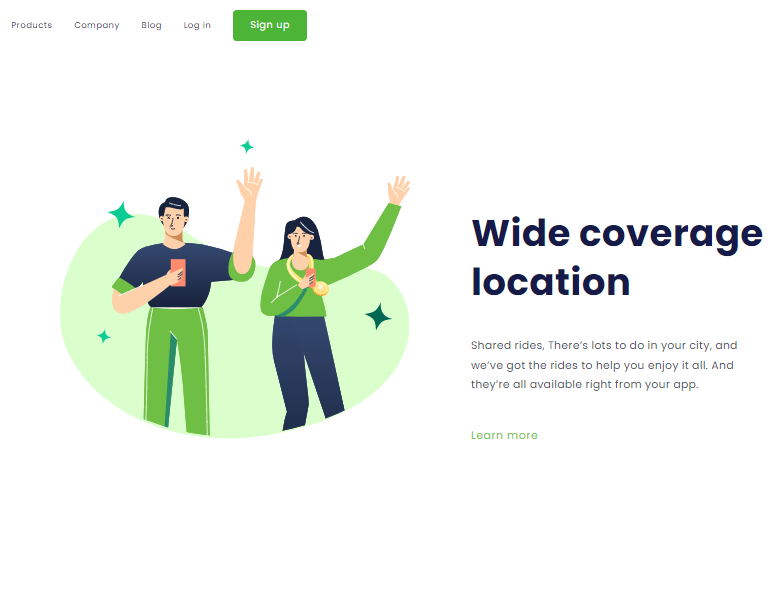 Products Company Blog Log in Sign up
Wide coverage
location
Shared rides, There's lots to do in your city, and
we've got the rides to help you enjoy it all. And
they're all available right from your app.
Learn more